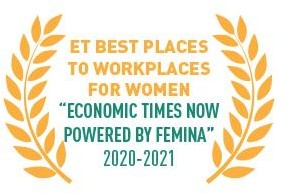 ET BEST PLACES
TO WORKPLACES
FOR WOMEN
“ECONOMIC TIMES NOW
POWERED BY FEMINA”
2020-2021